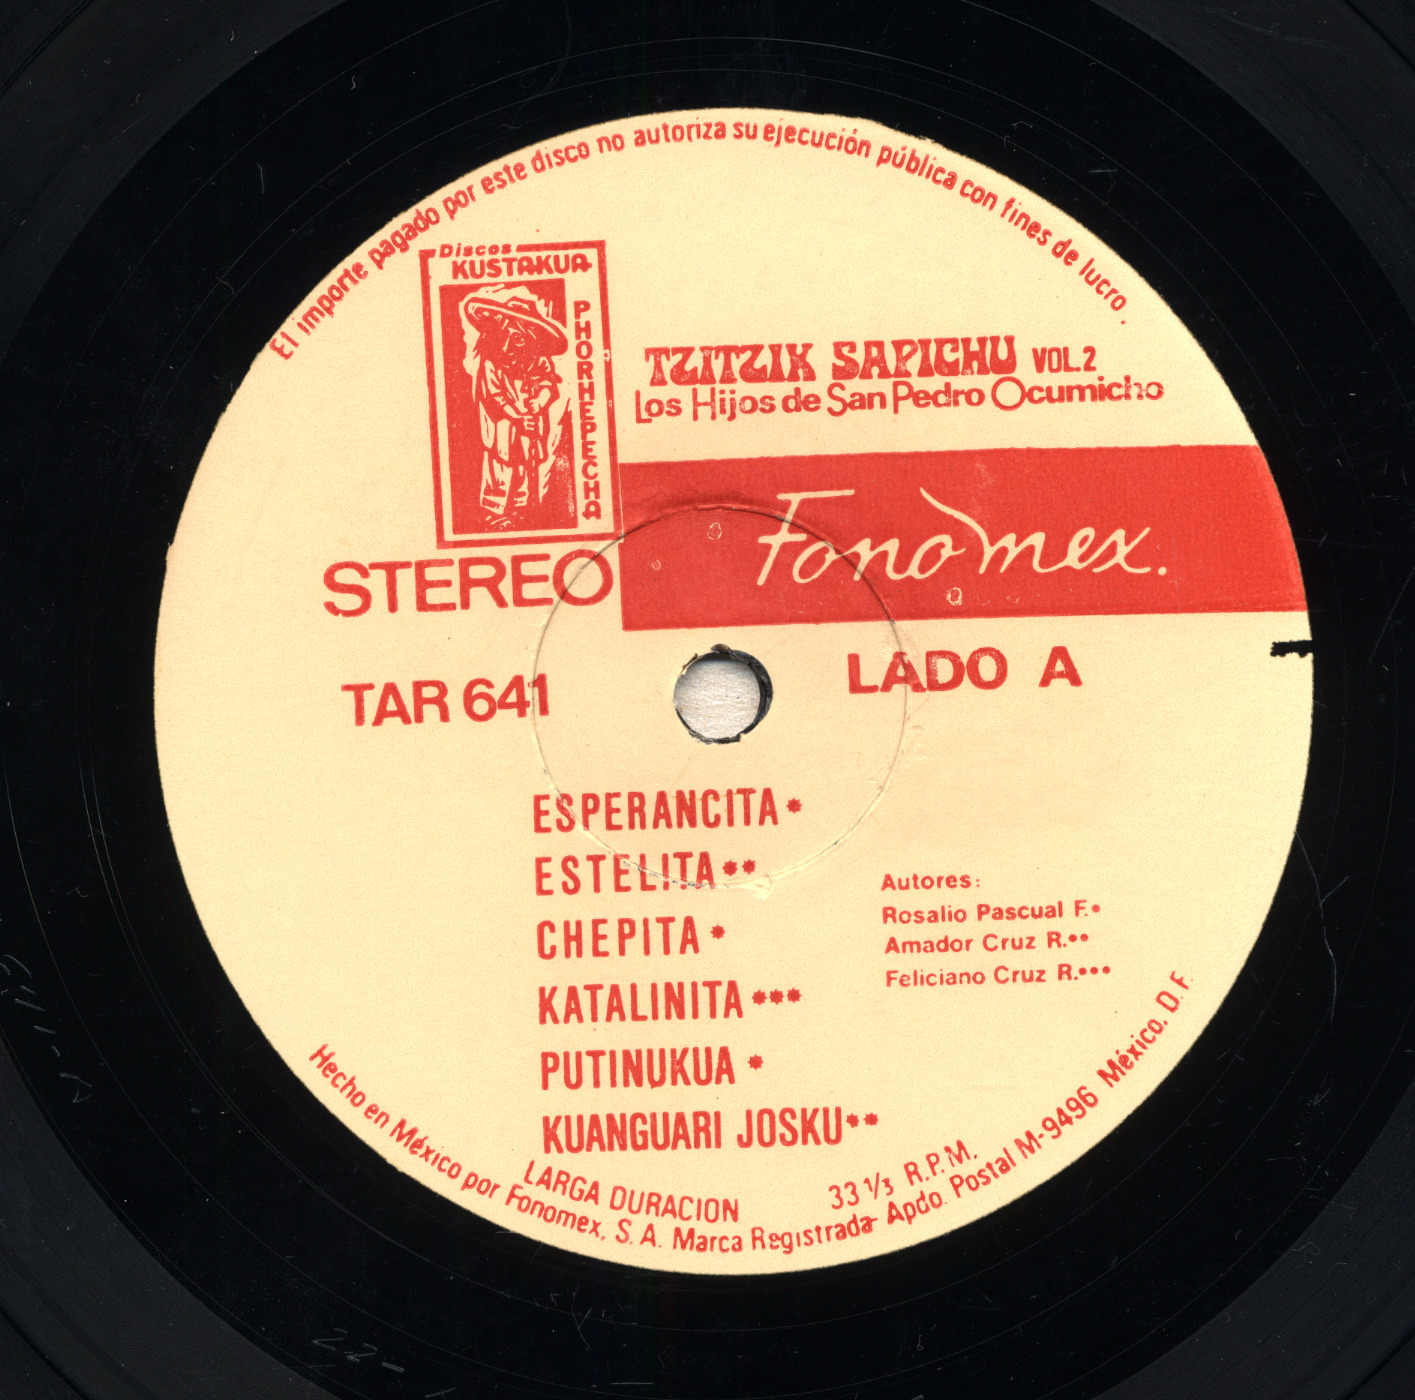 El importe pagado por este disco no autoriza su ejecución pública con fines de lucro.
Discos
KUSTAKUA
PHORHEPECHA
TZITZIK SAPICHU VOL.2
Los Hijos de San Pedro Ocumicho
Fonomex.
STEREO
TAR 641
LADO A
ESPERANCITA*
ESTELITA**
CHEPITA*
KATALINITA***
PUTINUKUA*
KUANGUARI JOSKU**
Autores:
Rosalio Pascual F.•
Amador Cruz R.••
Feliciano Cruz R.•••
LARGA DURACION 33 1/3 R.P.M.
Hecho en México por Fonomex, S.A. Marca Registrada- Apdo. Postal M-9496 México, D.F.